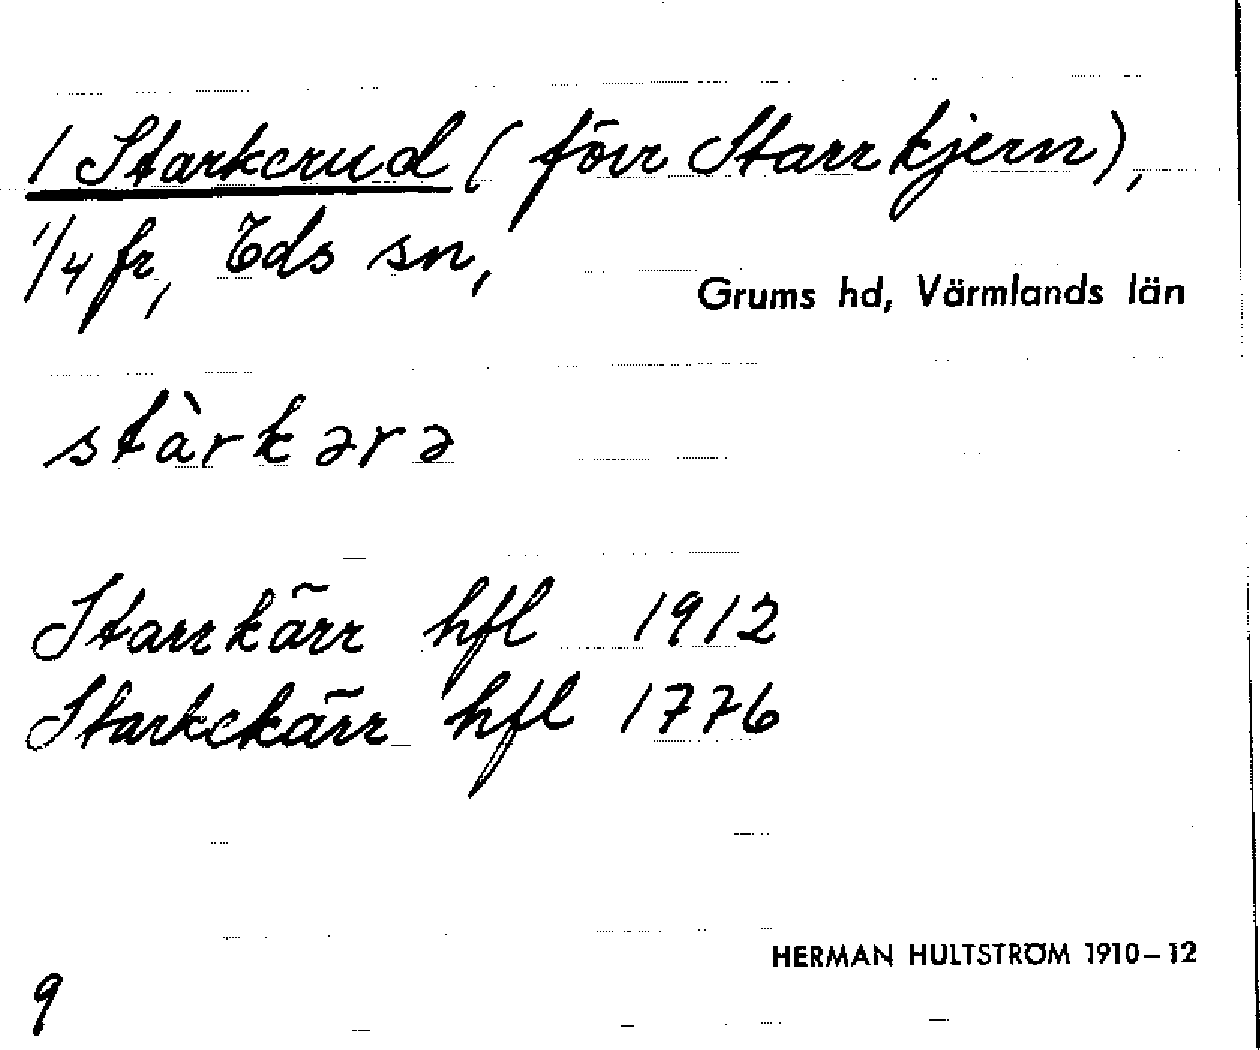 1 Starkerud (förr Starrkjern),
1/4 fr, Eds sn,
Grums hd, Värmlands län
stàrkərə
Starrkärr hfl 1912
Starkekärr hfl 1776
HERMAN HULTSTRÖM 1910–12
9